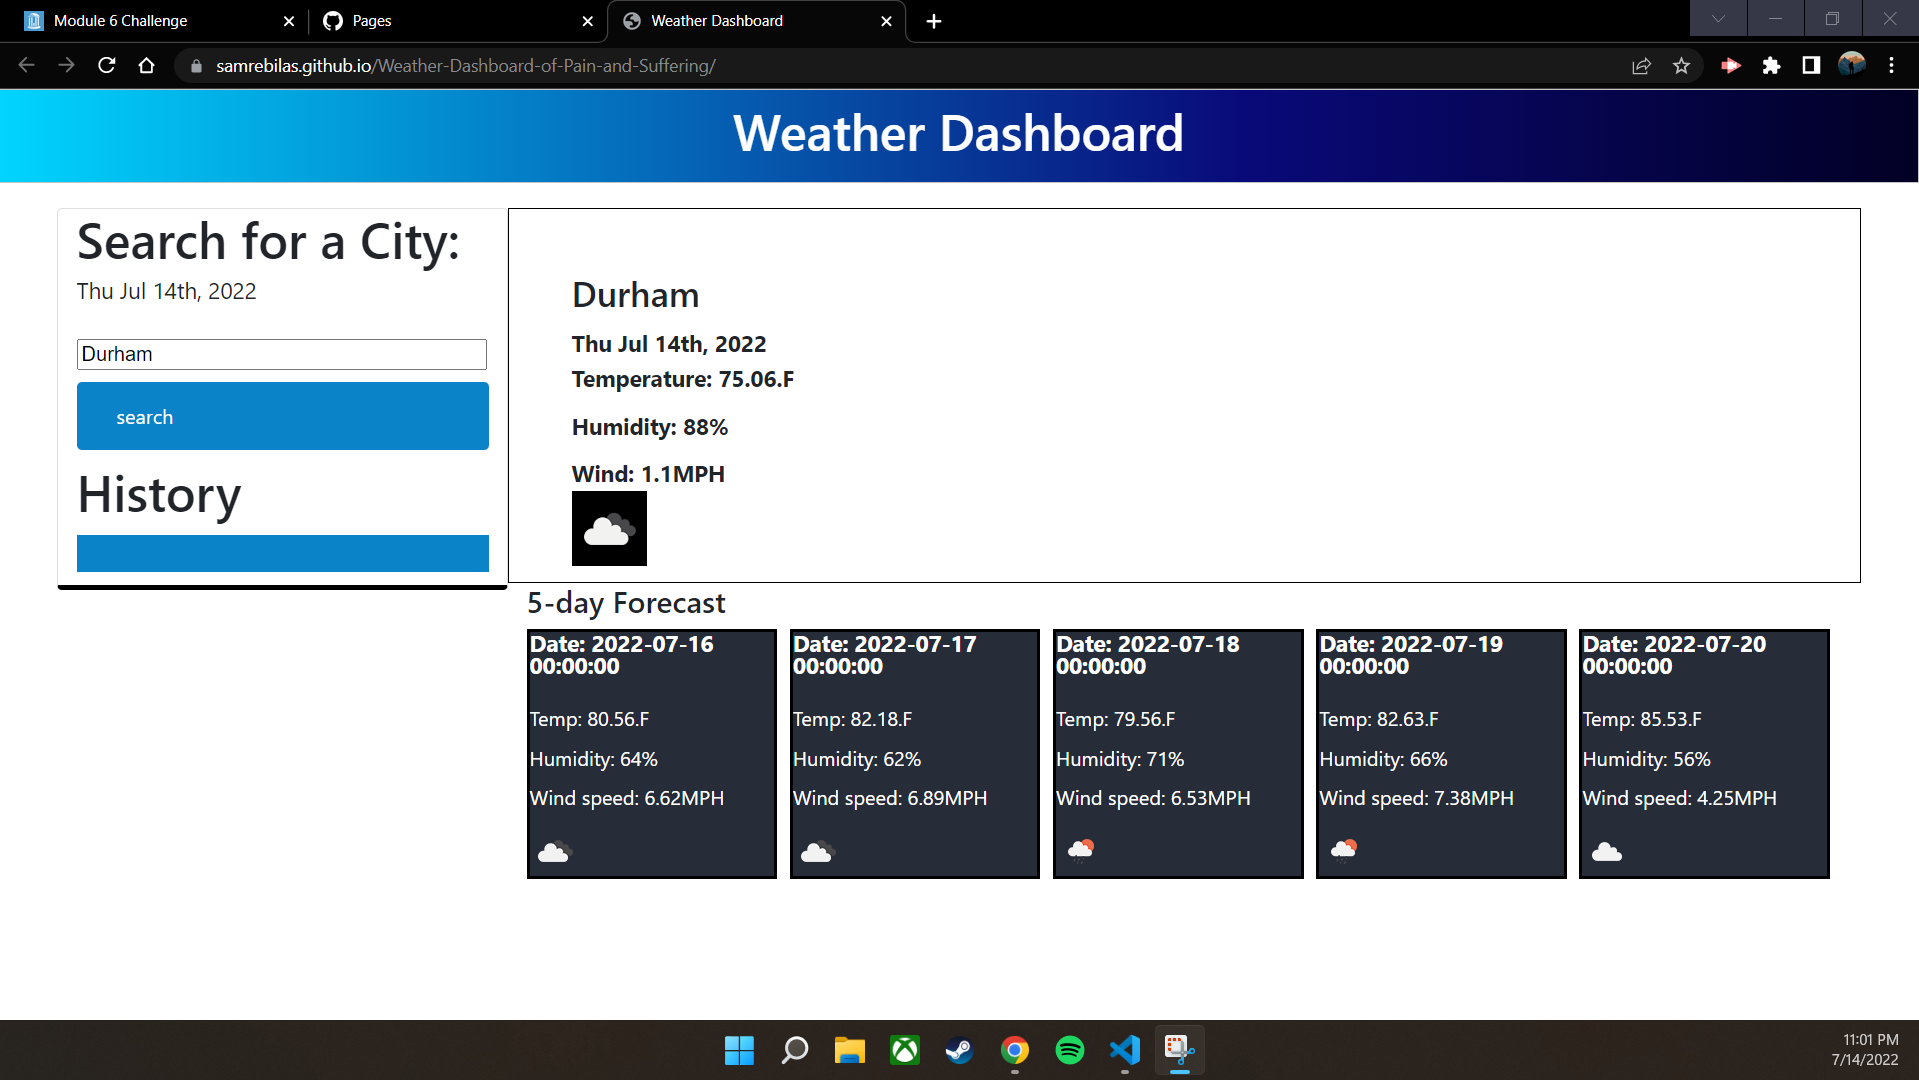 Module 6 Challenge
Pages
Weather Dashboard
samrebilas.github.io/Weather-Dashboard-of-Pain-and-Suffering/
Weather Dashboard
Search for a City:
Thu Jul 14th, 2022
Durham
search
History
Durham
Thu Jul 14th, 2022
Temperature: 75.06.F
Humidity: 88%
Wind: 1.1MPH
5-day Forecast
Date: 2022-07-16
00:00:00
Temp: 80.56.F
Humidity: 64%
Wind speed: 6.62MPH
Date: 2022-07-17
00:00:00
Temp: 82.18.F
Humidity: 62%
Wind speed: 6.89MPH
Date: 2022-07-18
00:00:00
Temp: 79.56.F
Humidity: 71%
Wind speed: 6.53MPH
Date: 2022-07-19
00:00:00
Temp: 82.63.F
Humidity: 66%
Wind speed: 7.38MPH
Date: 2022-07-20
00:00:00
Temp: 85.53.F
Humidity: 56%
Wind speed: 4.25MPH
11:01 PM
7/14/2022